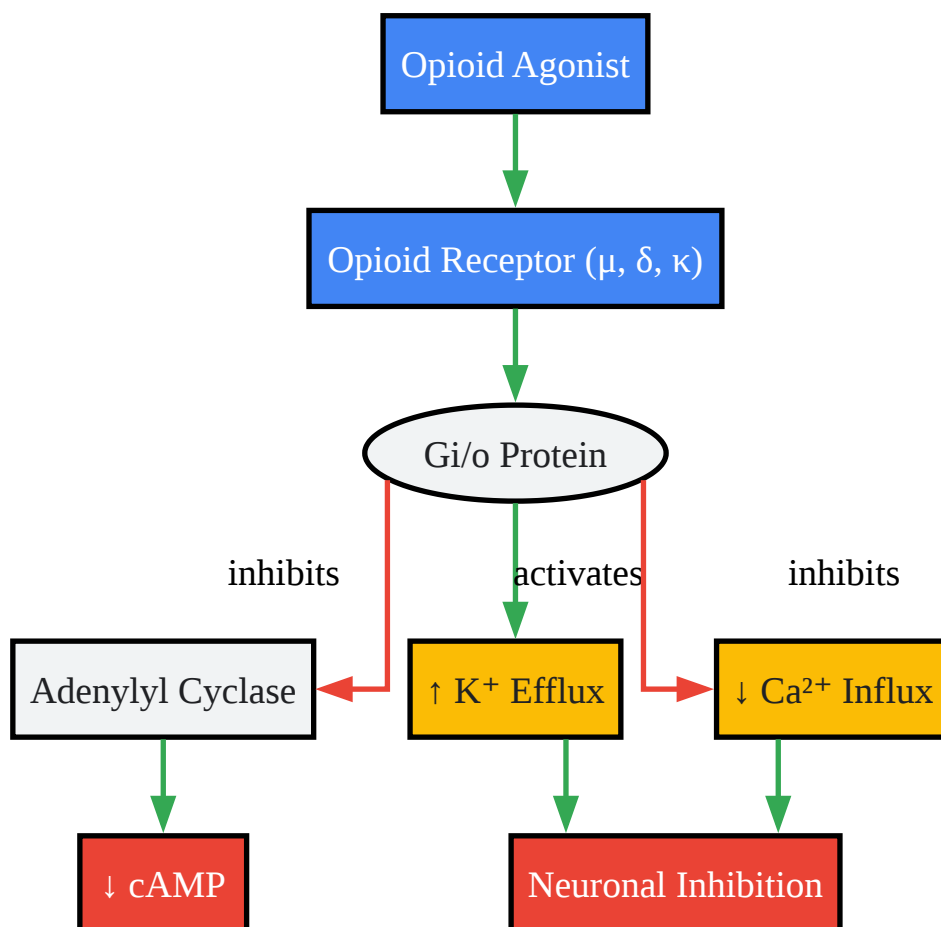 Opioid Agonist
Opioid Receptor (μ, δ, κ)
Gi/o Protein
inhibits
activates
inhibits
Adenylyl Cyclase
↑ K⁺ Efflux
↓ Ca²⁺ Influx
↓ cAMP
Neuronal Inhibition